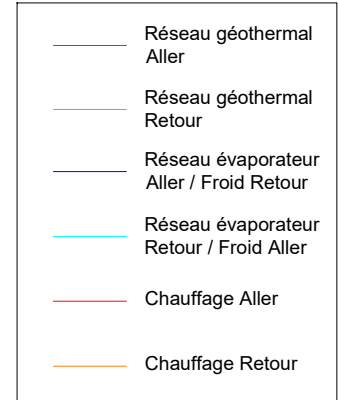 Réseau géothermal
Aller
Réseau géothermal
Retour
Réseau évaporateur
Aller / Froid Retour
Réseau évaporateur
Retour / Froid Aller
Chauffage Aller
Chauffage Retour